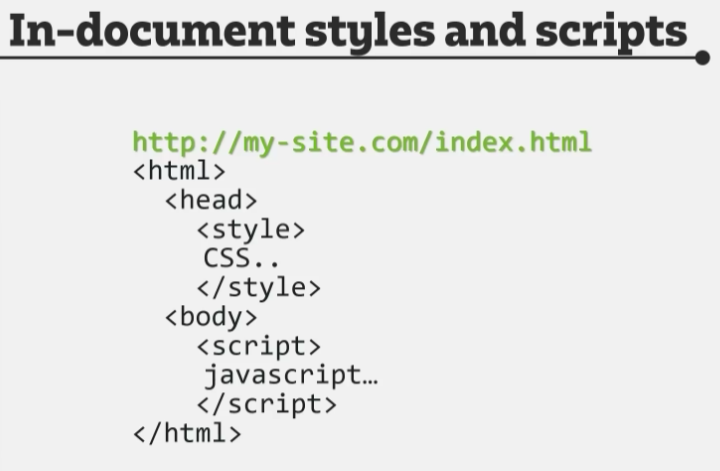 In-document styles and scripts
http://my-site.com/index.html
<html>
<head>
<style>
CSS..
</style>
<body>
<script>
javascript…
</script>
</html>